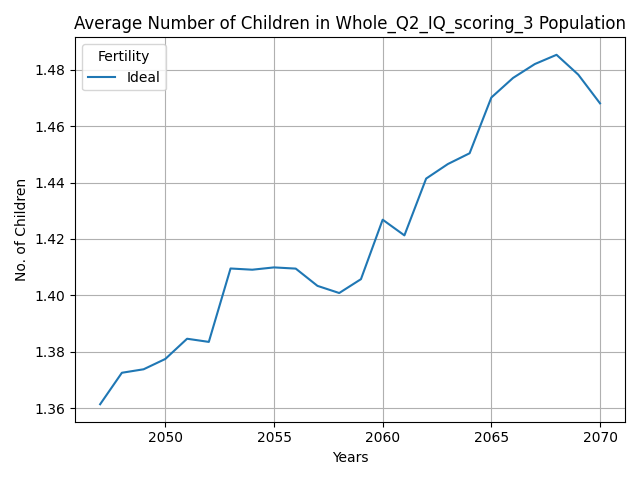 Average Number of Children in Whole_Q2_IQ_scoring_3 Population
Fertility
Ideal
No. of Children
1.48
1.46
1.44
1.42
1.40
1.38
1.36
2050
2055
2060
2065
2070
Years